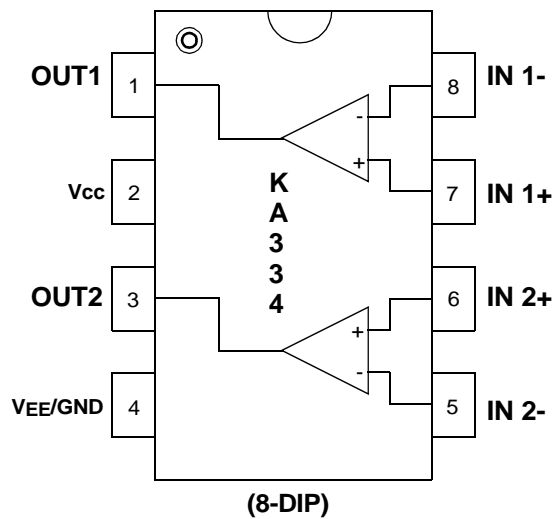 OUT1
1
8
IN 1-
-
+
Vcc
2
7
IN 1+
K
A
3
3
4
OUT2
3
6
IN 2+
+
-
VEE/GND
4
5
IN 2-
(8-DIP)